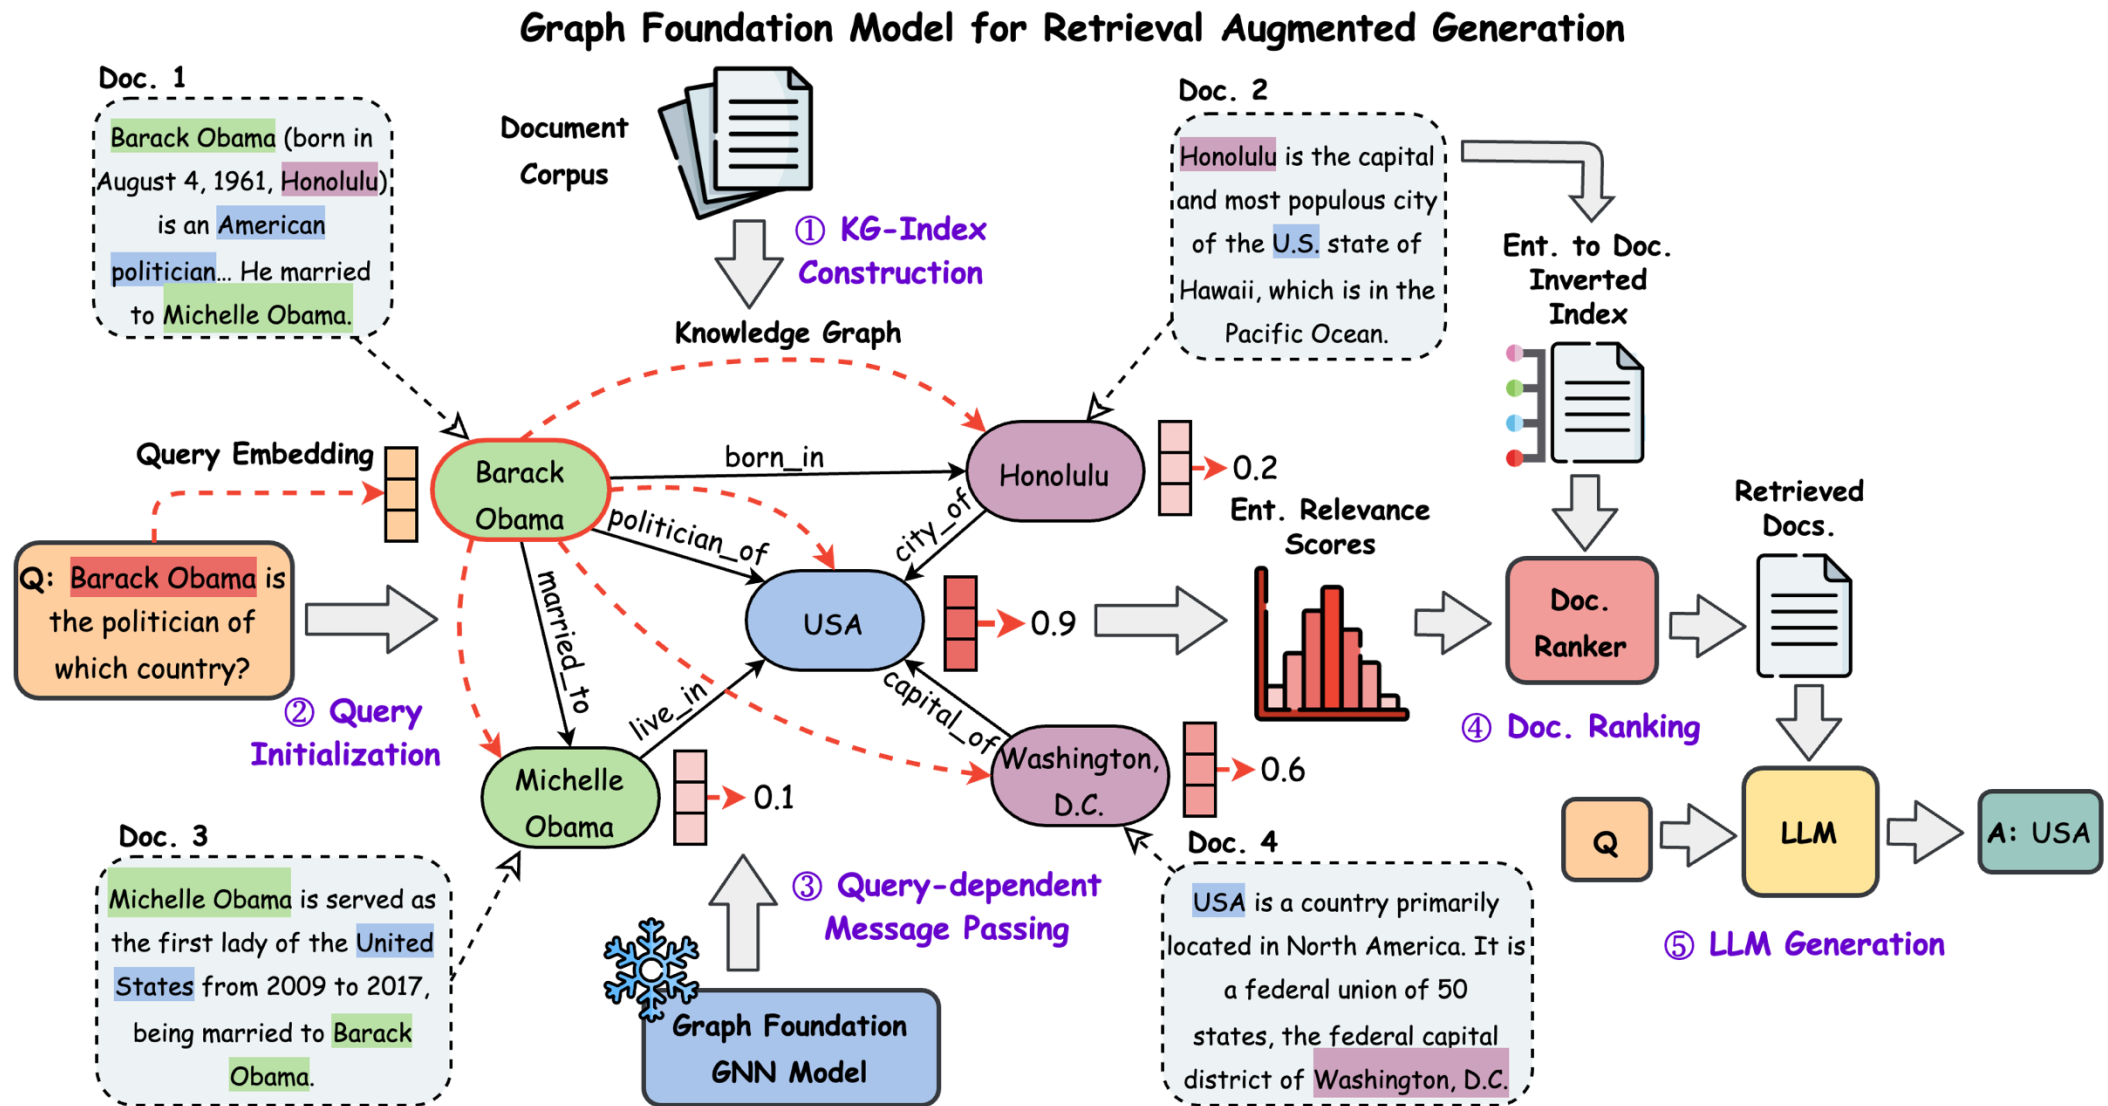 Graph Foundation Model for Retrieval Augmented Generation
Doc. 1
Barack Obama (born in
August 4, 1961, Honolulu)
is an American
politician... He married
to Michelle Obama.
Document
Corpus
① KG-Index
Construction
Knowledge Graph
Doc. 2
Honolulu is the capital
and most populous city
of the U.S. state of
Hawaii, which is in the
Pacific Ocean.
Ent. to Doc.
Inverted
Index
Query Embedding
Barack
Obama
born_in
Honolulu
0.2
politician_of
city_of
married_to
USA
0.9
live_in
capital_of
Michelle
Obama
0.1
Washington,
D.C.
0.6
Q: Barack Obama is
the politician of
which country?
② Query
Initialization
Ent. Relevance
Scores
Doc.
Ranker
④ Doc. Ranking
Retrieved
Docs.
Doc. 3
Michelle Obama is served as
the first lady of the United
States from 2009 to 2017,
being married to Barack
Obama.
③ Query-dependent
Message Passing
Graph Foundation
GNN Model
Doc. 4
USA is a country primarily
located in North America. It is
a federal union of 50
states, the federal capital
district of Washington, D.C.
Q
LLM
A: USA
⑤ LLM Generation